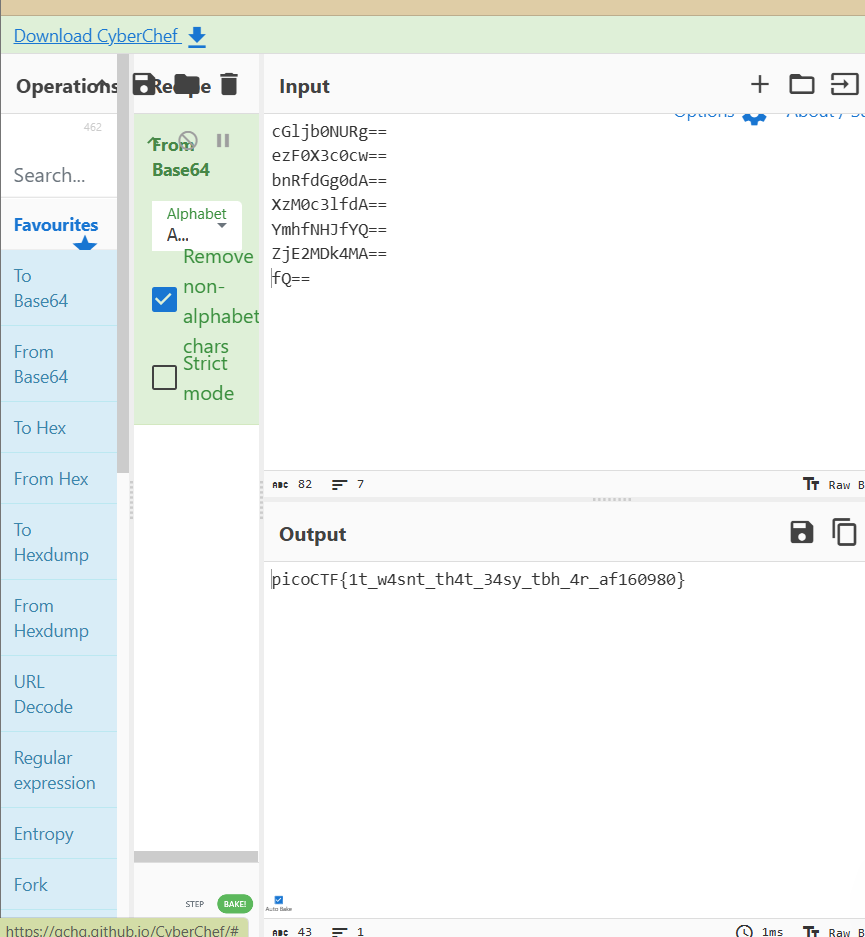 Download CyberChef
Operations
Recipe
Input
Options
About / Su
462
Search...
Favourites
To
Base64
From
Base64
To Hex
From Hex
To
Hexdump
From
Hexdump
URL
Decode
Regular
expression
Entropy
Fork
From
Base64
Alphabet
A...
Remove
non-
alphabet
chars
Strict
mode
STEP
BAKE!
cGljb0NURg==
ezF0X3c0cw==
bnRfdGg0dA==
XzM0c3lfdA==
YmhfNHJfYQ==
ZjE2MDk4MA==
fQ==
ABC 82 7
Raw B
Output
picoCTF{1t_w4snt_th4t_34sy_tbh_4r_af160980}
Auto Bake
ABC 43 1
1ms
Raw B
https://gchq.github.io/CyberChef/#